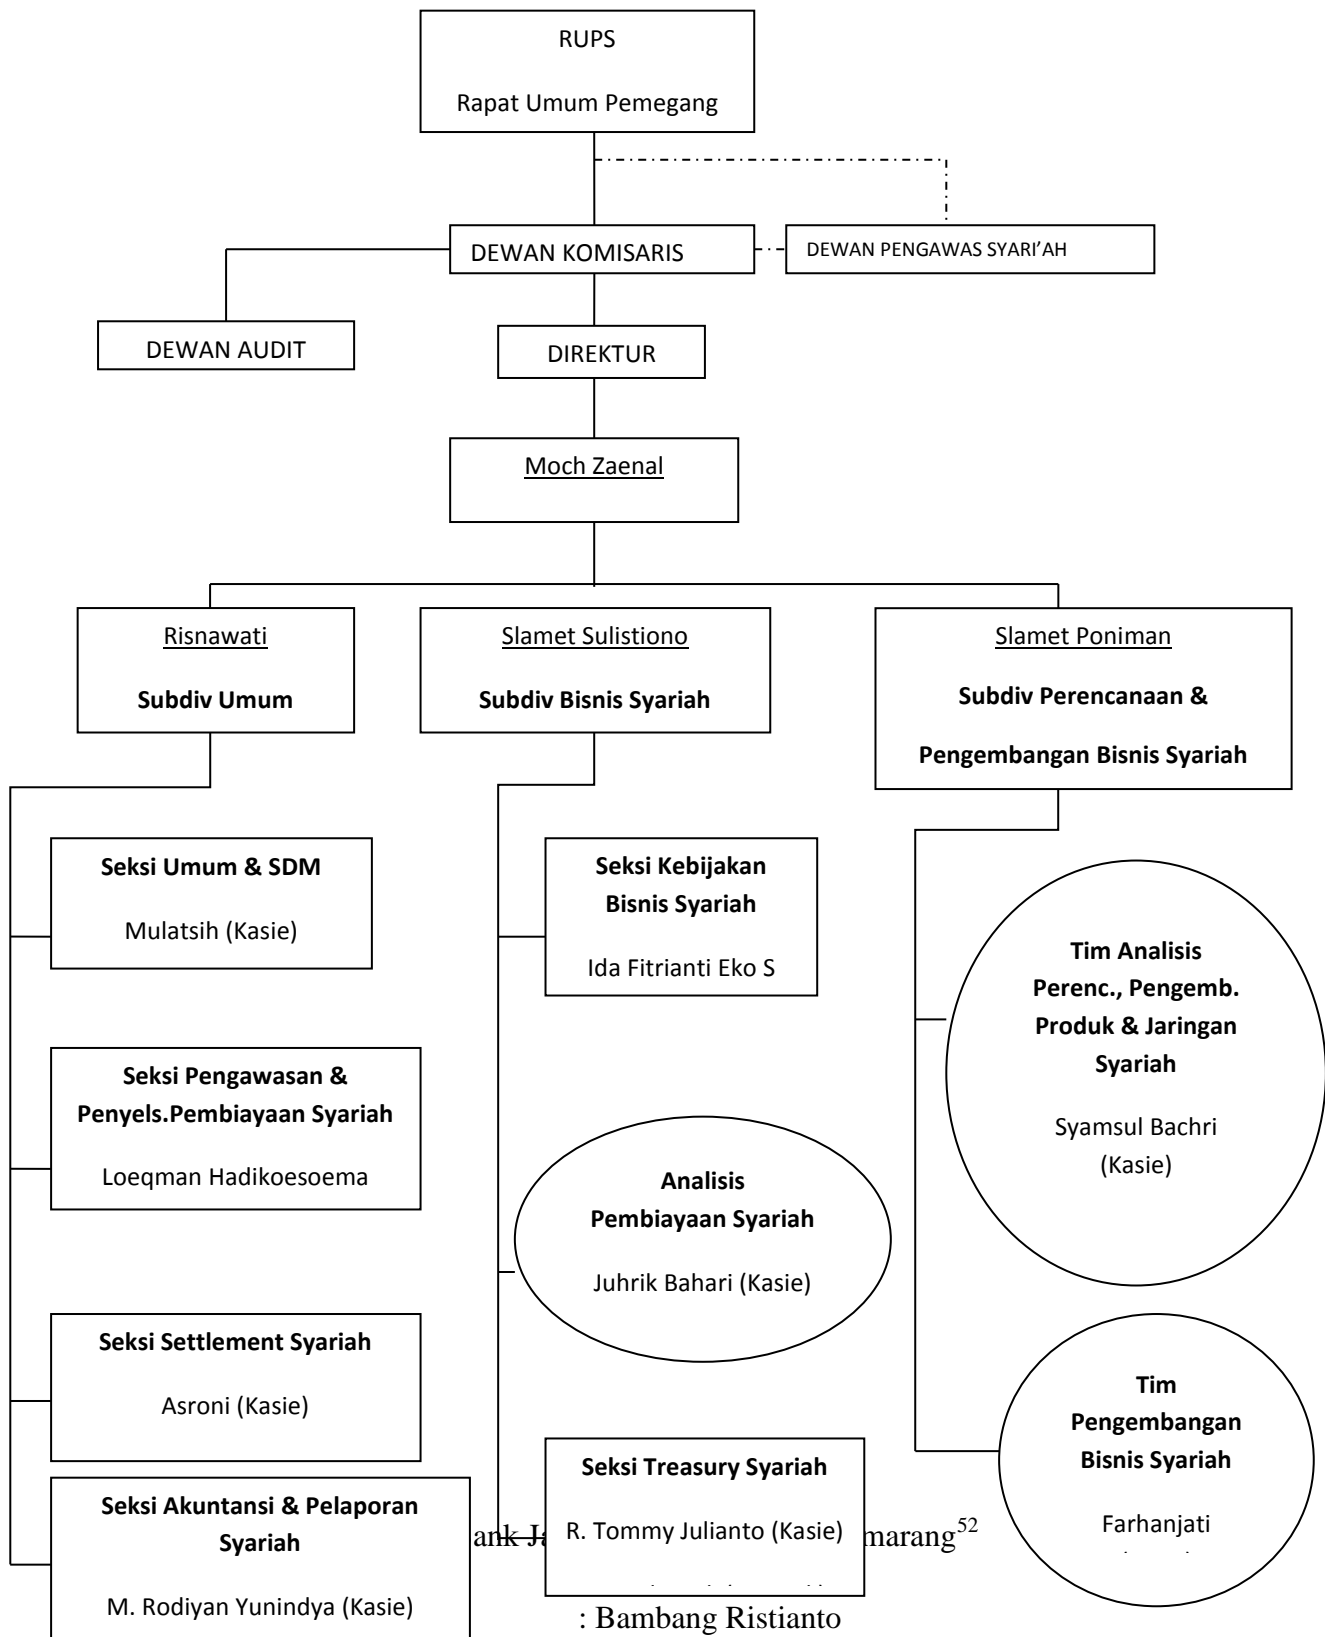 RUPS
Rapat Umum Pemegang
DEWAN KOMISARIS
DEWAN PENGAWAS SYARI’AH
DEWAN AUDIT
DIREKTUR
Moch Zaenal
Risnawati
Subdiv Umum
Slamet Sulistiono
Subdiv Bisnis Syariah
Slamet Poniman
Subdiv Perencanaan &
Pengembangan Bisnis Syariah
Seksi Umum & SDM
Mulatsih (Kasie)
Seksi Pengawasan &
Penyels.Pembiayaan Syariah
Loeqman Hadikoesoema
Seksi Settlement Syariah
Asroni (Kasie)
Seksi Akuntansi & Pelaporan
Syariah
M. Rodiyan Yunindya (Kasie)
Seksi Kebijakan
Bisnis Syariah
Ida Fitrianti Eko S
Analisis
Pembiayaan Syariah
Juhrik Bahari (Kasie)
Seksi Treasury Syariah
R. Tommy Julianto (Kasie)
Tim Analisis
Perenc., Pengemb.
Produk & Jaringan
Syariah
Syamsul Bachri
(Kasie)
Tim
Pengembangan
Bisnis Syariah
Farhanjati
ank Ja marang52
: Bambang Ristianto